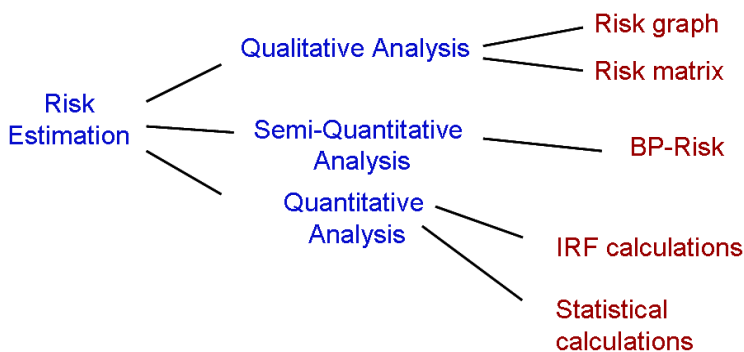 Risk
Estimation
Qualitative Analysis
Risk graph
Risk matrix
Semi-Quantitative
Analysis
BP-Risk
Quantitative
Analysis
IRF calculations
Statistical
calculations